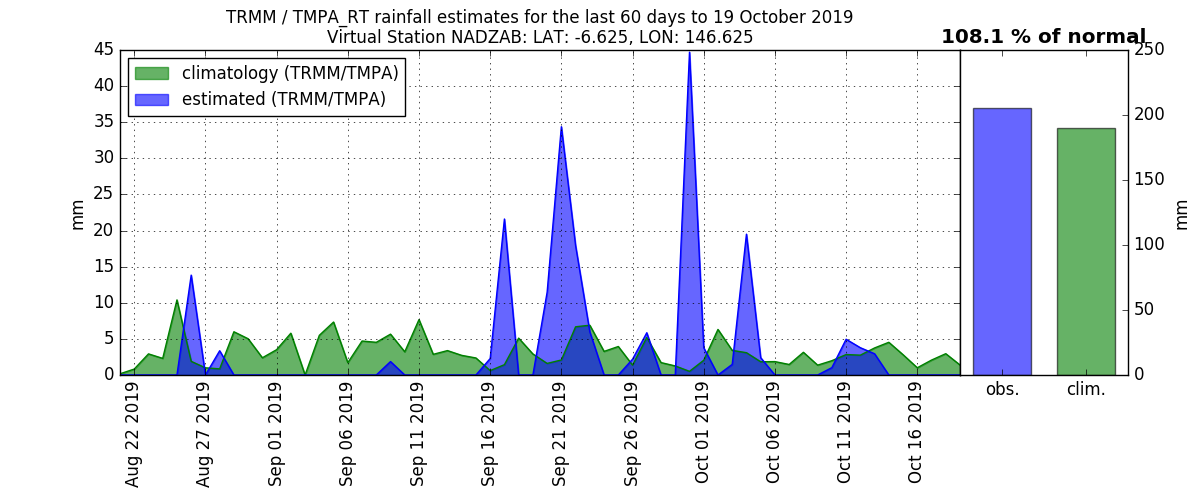 TRMM / TMPA_RT rainfall estimates for the last 60 days to 19 October 2019
Virtual Station NADZAB: LAT: -6.625, LON: 146.625
108.1 % of normal
climatology (TRMM/TMPA)
estimated (TRMM/TMPA)
mm
45
40
35
30
25
20
15
10
5
0
Aug 22 2019
Aug 27 2019
Sep 01 2019
Sep 06 2019
Sep 11 2019
Sep 16 2019
Sep 21 2019
Sep 26 2019
Oct 01 2019
Oct 06 2019
Oct 11 2019
Oct 16 2019
250
200
150
100
50
0
mm
obs.
clim.